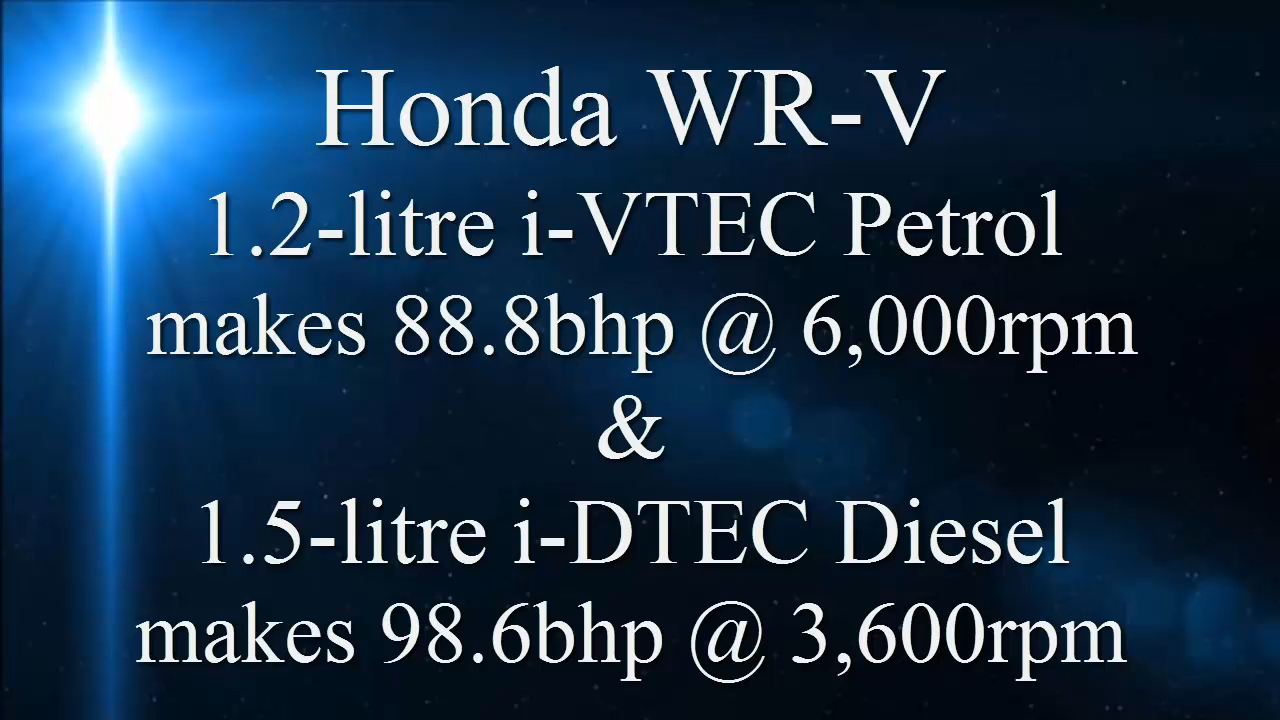 Honda WR-V
1.2-litre i-VTEC Petrol
makes 88.8bhp @ 6,000rpm
&
1.5-litre i-DTEC Diesel
makes 98.6bhp @ 3,600rpm